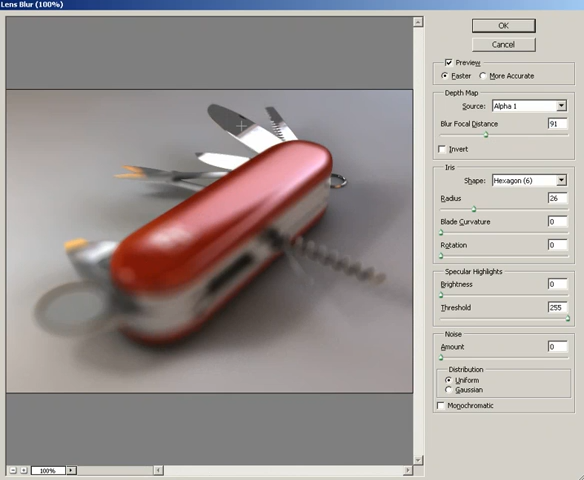 Lens Blur (100%)
OK
Cancel
Preview
Faster More Accurate
Depth Map
Source: Alpha 1
Blur Focal Distance 91
Invert
Iris
Shape: Hexagon (6)
Radius 26
Blade Curvature 0
Rotation 0
Specular Highlights
Brightness 0
Threshold 255
Noise
Amount 0
Distribution
Uniform
Gaussian
Monochromatic
100%